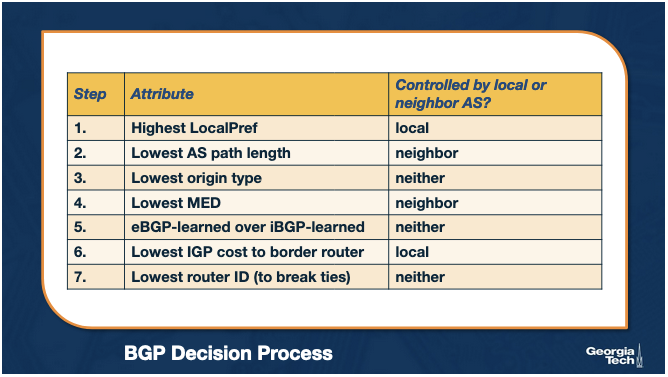 Step Attribute Controlled by local or
neighbor AS?
1. Highest LocalPref local
2. Lowest AS path length neighbor
3. Lowest origin type neither
4. Lowest MED neighbor
5. eBGP-learned over iBGP-learned neither
6. Lowest IGP cost to border router local
7. Lowest router ID (to break ties) neither
BGP Decision Process
Georgia
Tech